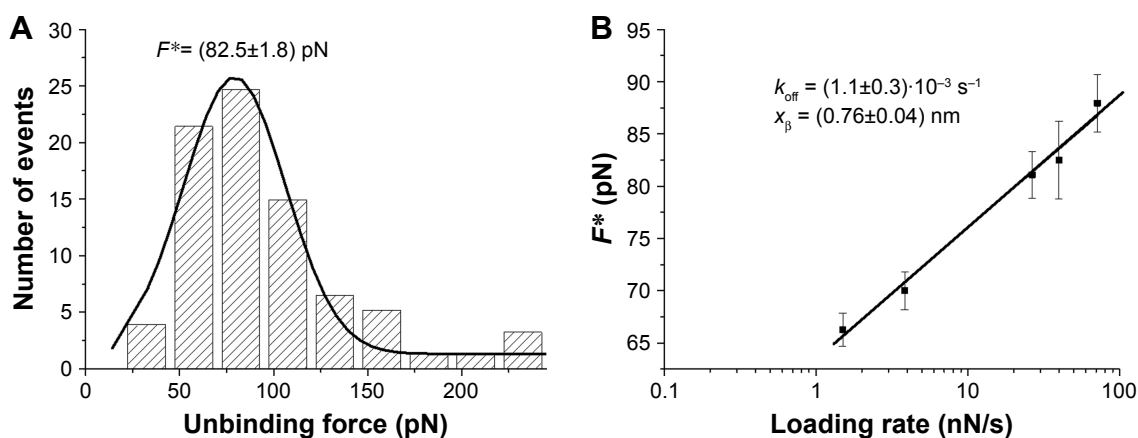 A
30
25
20
15
10
5
0
Number of events
F*= (82.5±1.8) pN
0
50
100
150
200
Unbinding force (pN)
B
95
90
85
80
75
70
65
F* (pN)
k_off = (1.1±0.3)·10⁻³ s⁻¹
x_β = (0.76±0.04) nm
0.1
1
10
100
Loading rate (nN/s)